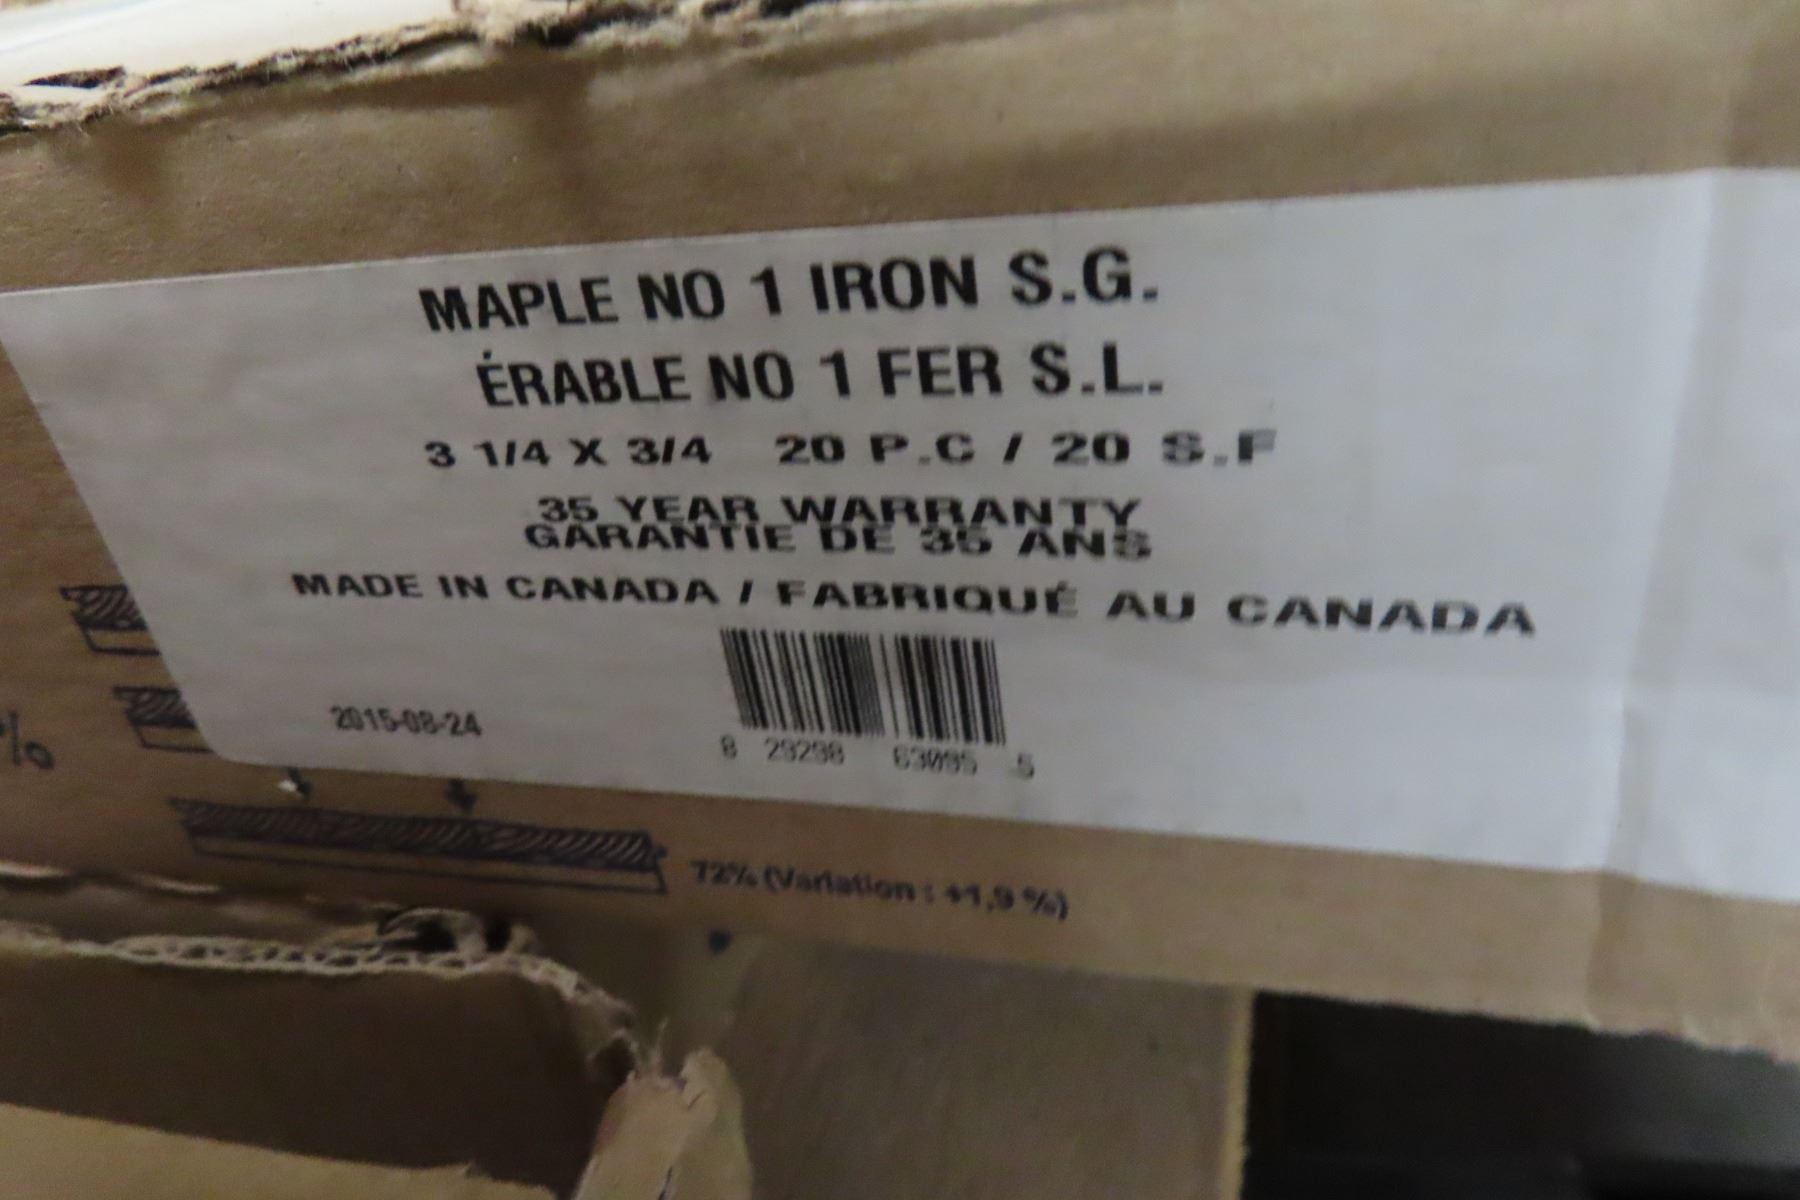 MAPLE NO 1 IRON S.G.
ÉRABLE NO 1 FER S.L.
3 1/4 X 3/4 20 P.C / 20 S.F
35 YEAR WARRANTY
GARANTIE DE 35 ANS
MADE IN CANADA / FABRIQUÉ AU CANADA
2015-08-24
8 29298 63095 5
%
72% (Variation : +1,9 %)